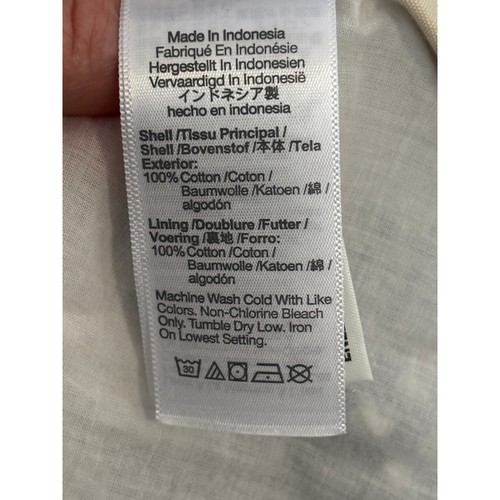 Made In Indonesia
Fabriqué En Indonésie
Hergestellt In Indonesien
Vervaardigd In Indonesië
インドネシア製
hecho en indonesia
Shell /Tissu Principal /
Shell /Bovenstof /本体 /Tela
Exterior:
100% Cotton /Coton /
Baumwolle /Katoen /綿 /
algodón
Lining /Doublure /Futter /
Voering /裏地 /Forro:
100% Cotton /Coton /
Baumwolle /Katoen /綿 /
algodón
Machine Wash Cold With Like
Colors. Non-Chlorine Bleach
Only. Tumble Dry Low. Iron
On Lowest Setting.
30